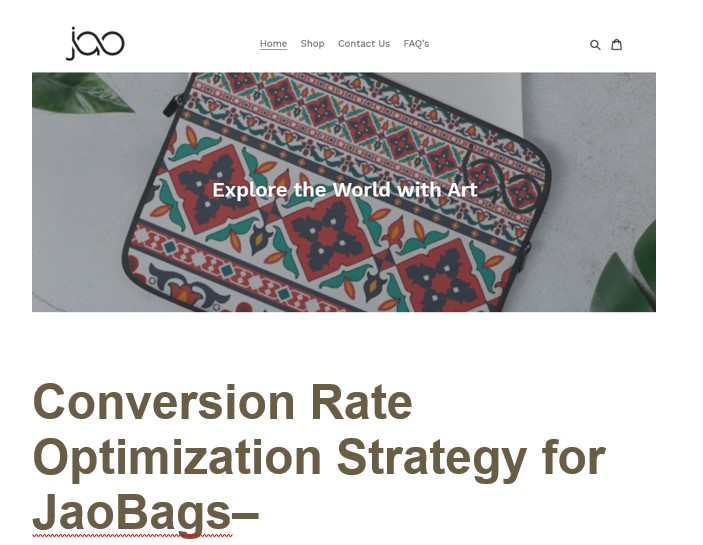 jao
Home Shop Contact Us FAQ's
Explore the World with Art
Conversion Rate
Optimization Strategy for
JaoBags–